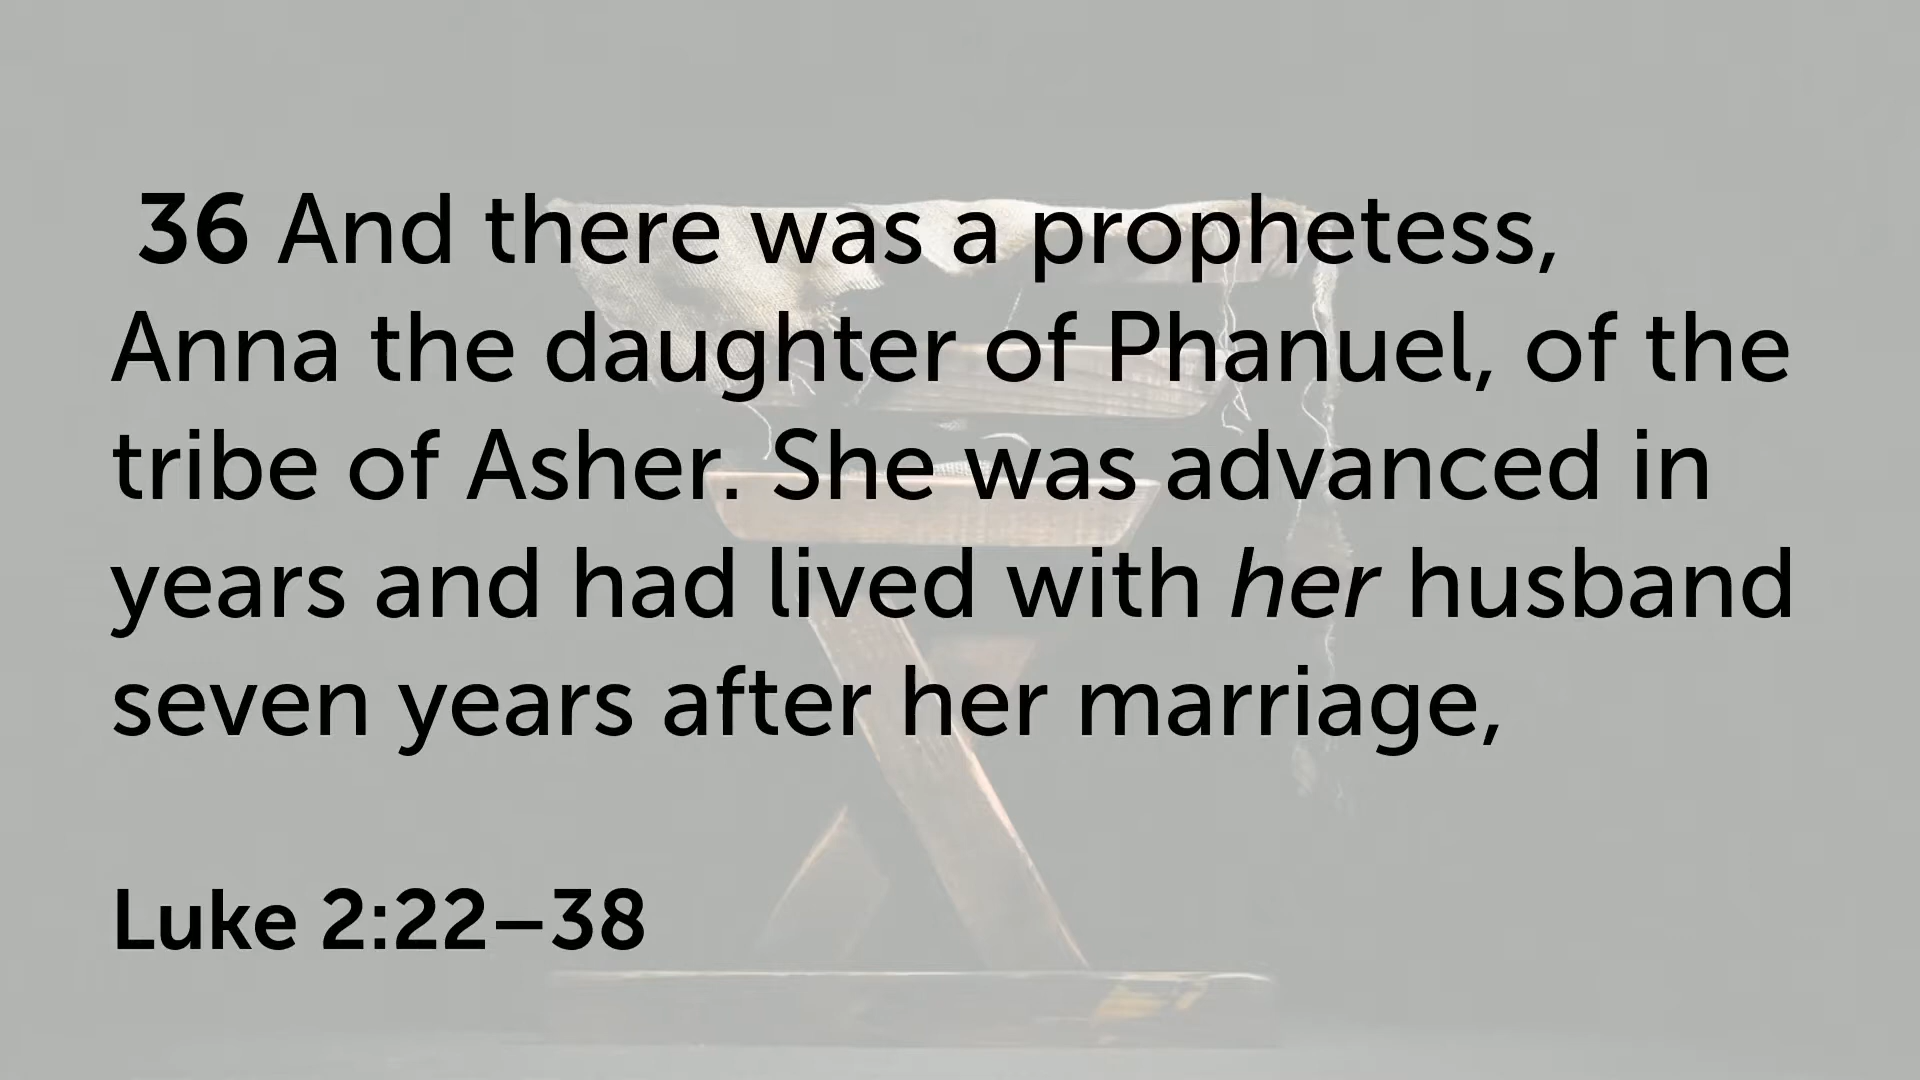 36 And there was a prophetess,
Anna the daughter of Phanuel, of the
tribe of Asher. She was advanced in
years and had lived with her husband
seven years after her marriage,
Luke 2:22–38